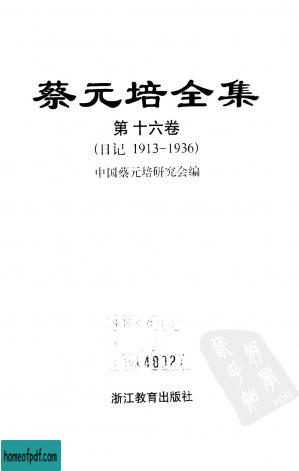 蔡元培全集
第十六卷
(日记 1913-1936)
中国蔡元培研究会编
浙江教育出版社
homeofpdf.com